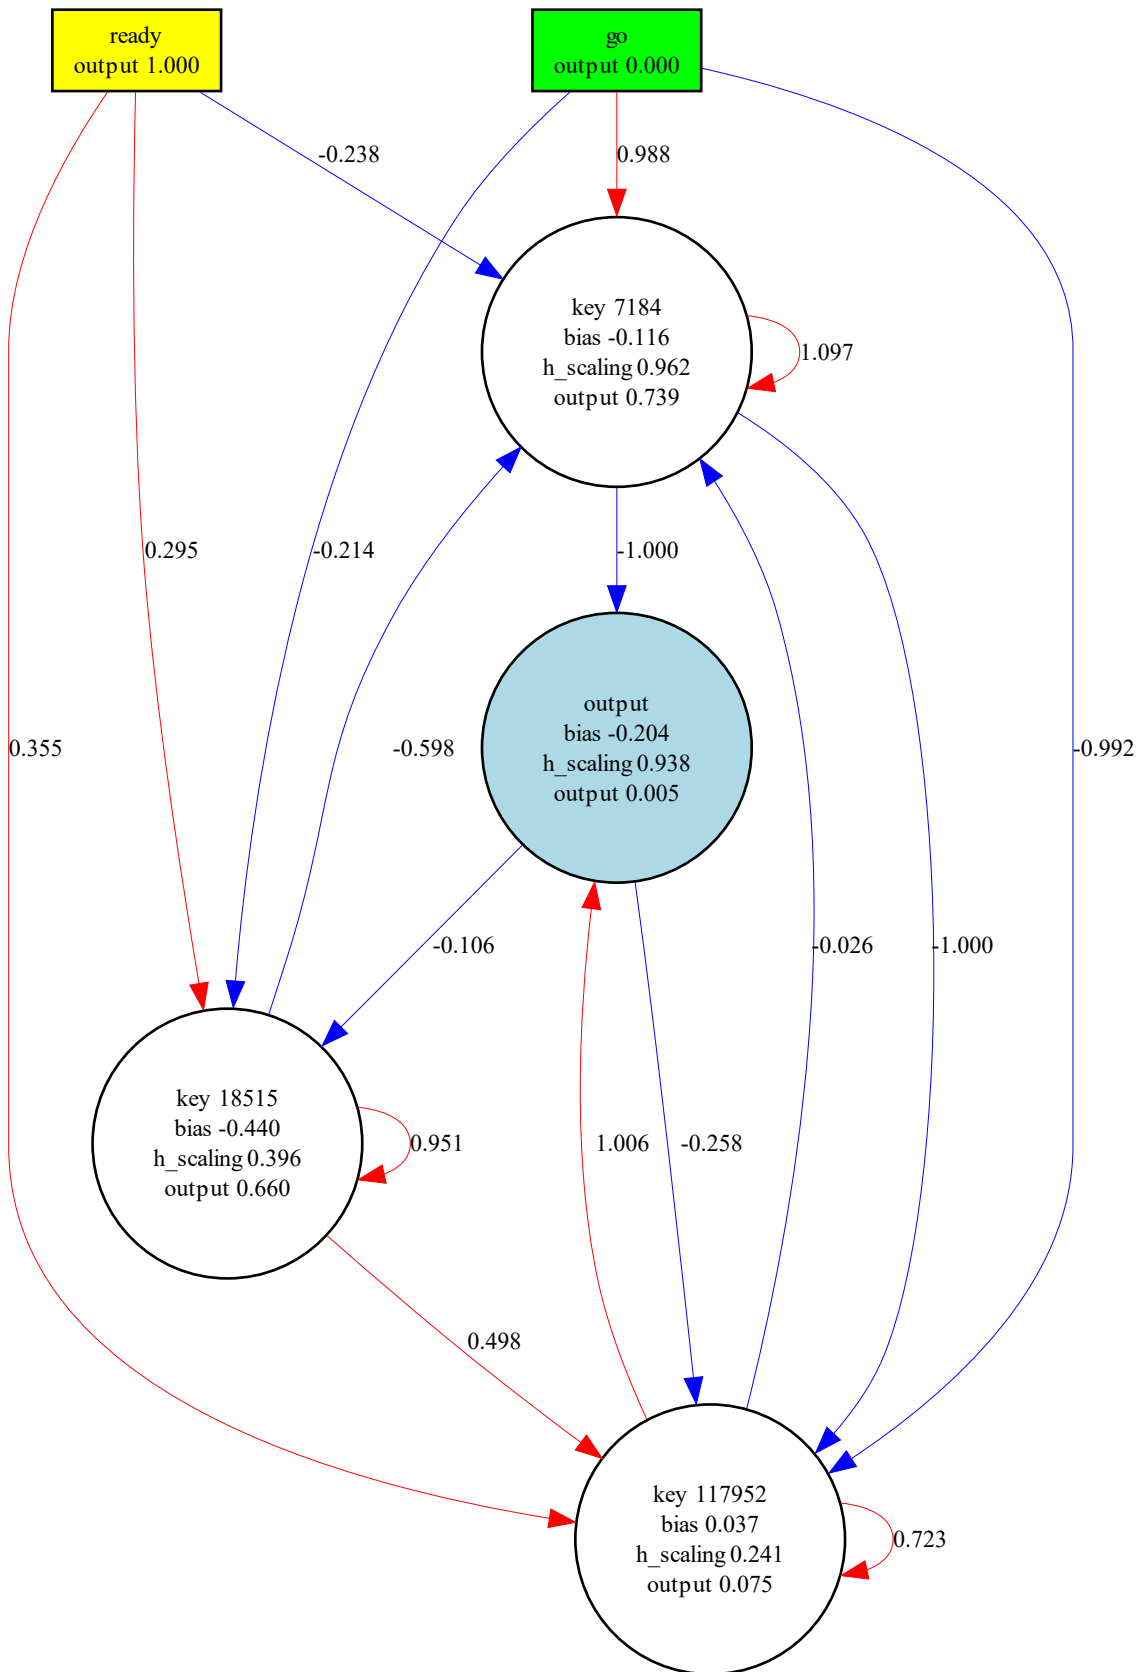 ready
output 1.000
go
output 0.000
-0.238
0.988
key 7184
bias -0.116
h_scaling 0.962
output 0.739
1.097
0.295
-0.214
-1.000
output
bias -0.204
h_scaling 0.938
output 0.005
0.355
-0.598
-0.992
-0.106
-0.026
-1.000
key 18515
bias -0.440
h_scaling 0.396
output 0.660
0.951
1.006
-0.258
0.498
key 117952
bias 0.037
h_scaling 0.241
output 0.075
0.723